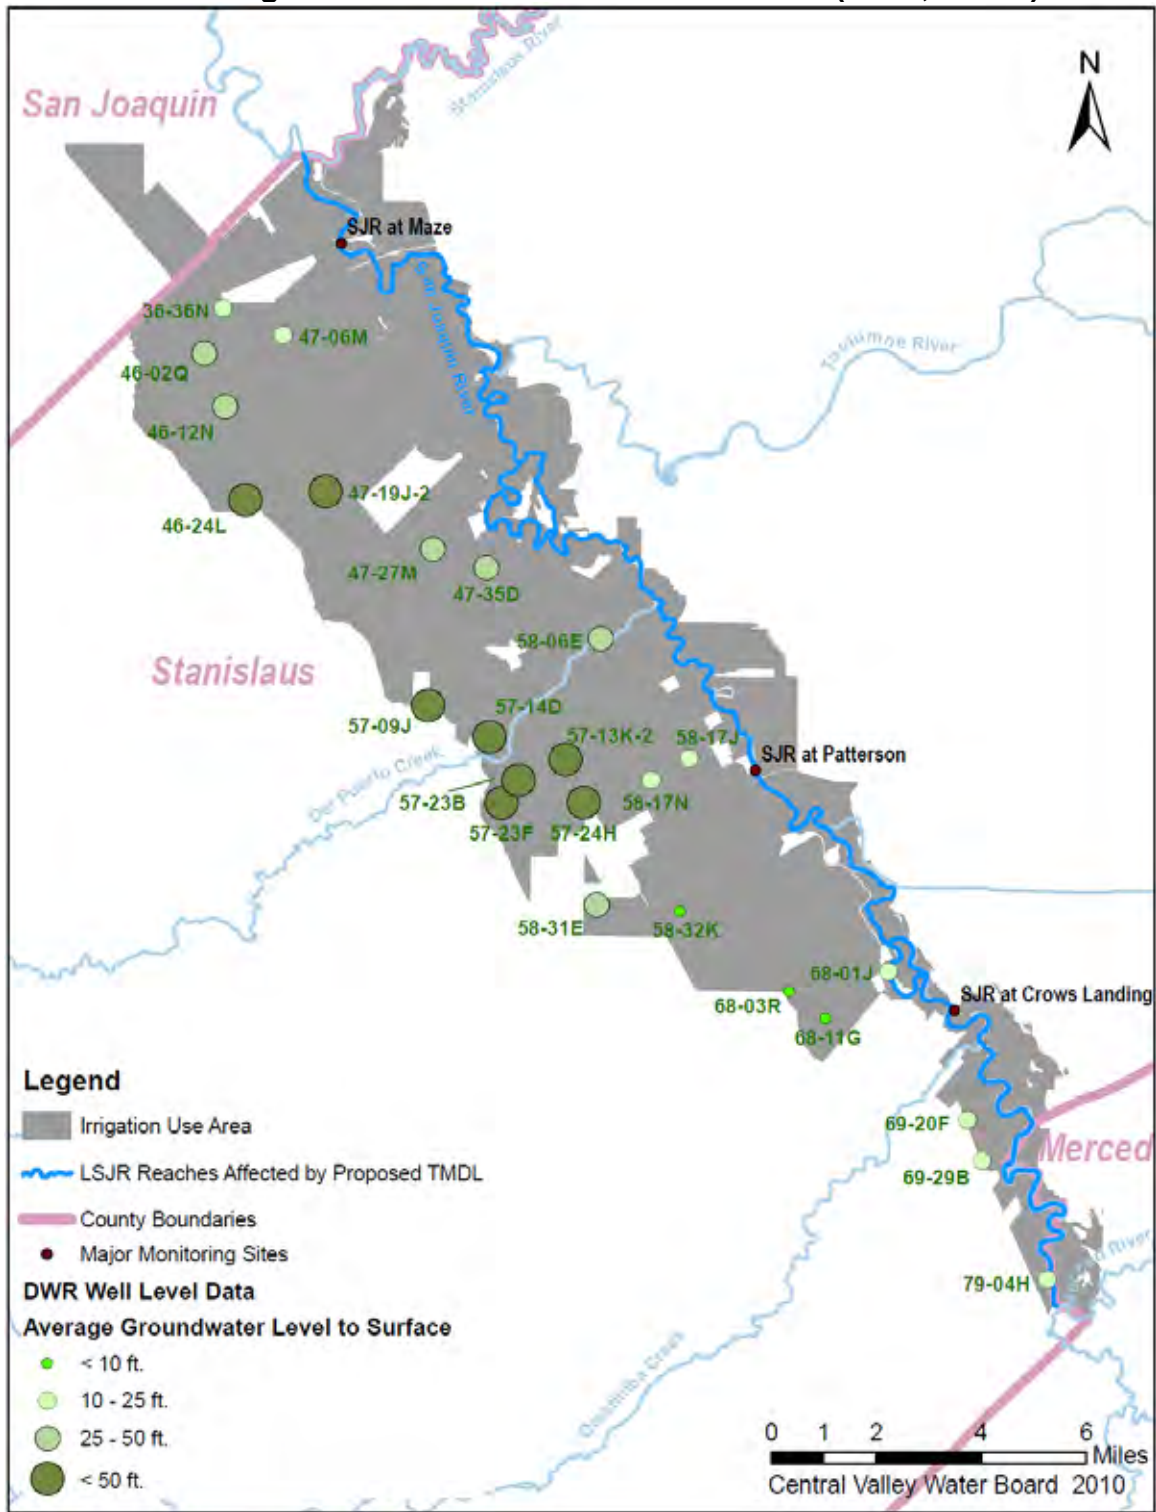 N
San Joaquin
Stanislaus River
SJR at Maze
San Joaquin River
36-36N
47-06M
46-02Q
Tuolumne River
46-12N
47-19J-2
46-24L
47-27M
47-35D
58-06E
Stanislaus
57-09J
57-14D
57-13K-2
58-17J
SJR at Patterson
Del Puerto Creek
57-23B
58-17N
57-23F
57-24H
58-31E
58-32K
68-01J
68-03R
SJR at Crows Landing
68-11G
69-20F
Merced
69-29B
River
79-04H
Orestimba Creek
Legend
Irrigation Use Area
LSJR Reaches Affected by Proposed TMDL
County Boundaries
Major Monitoring Sites
DWR Well Level Data
Average Groundwater Level to Surface
< 10 ft.
10 - 25 ft.
25 - 50 ft.
< 50 ft.
0 1 2 4 6
Miles
Central Valley Water Board 2010